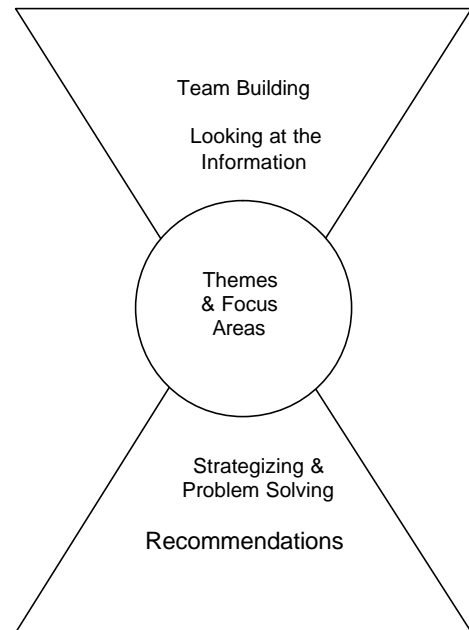 Team Building
Looking at the
Information
Themes
& Focus
Areas
Strategizing &
Problem Solving
Recommendations